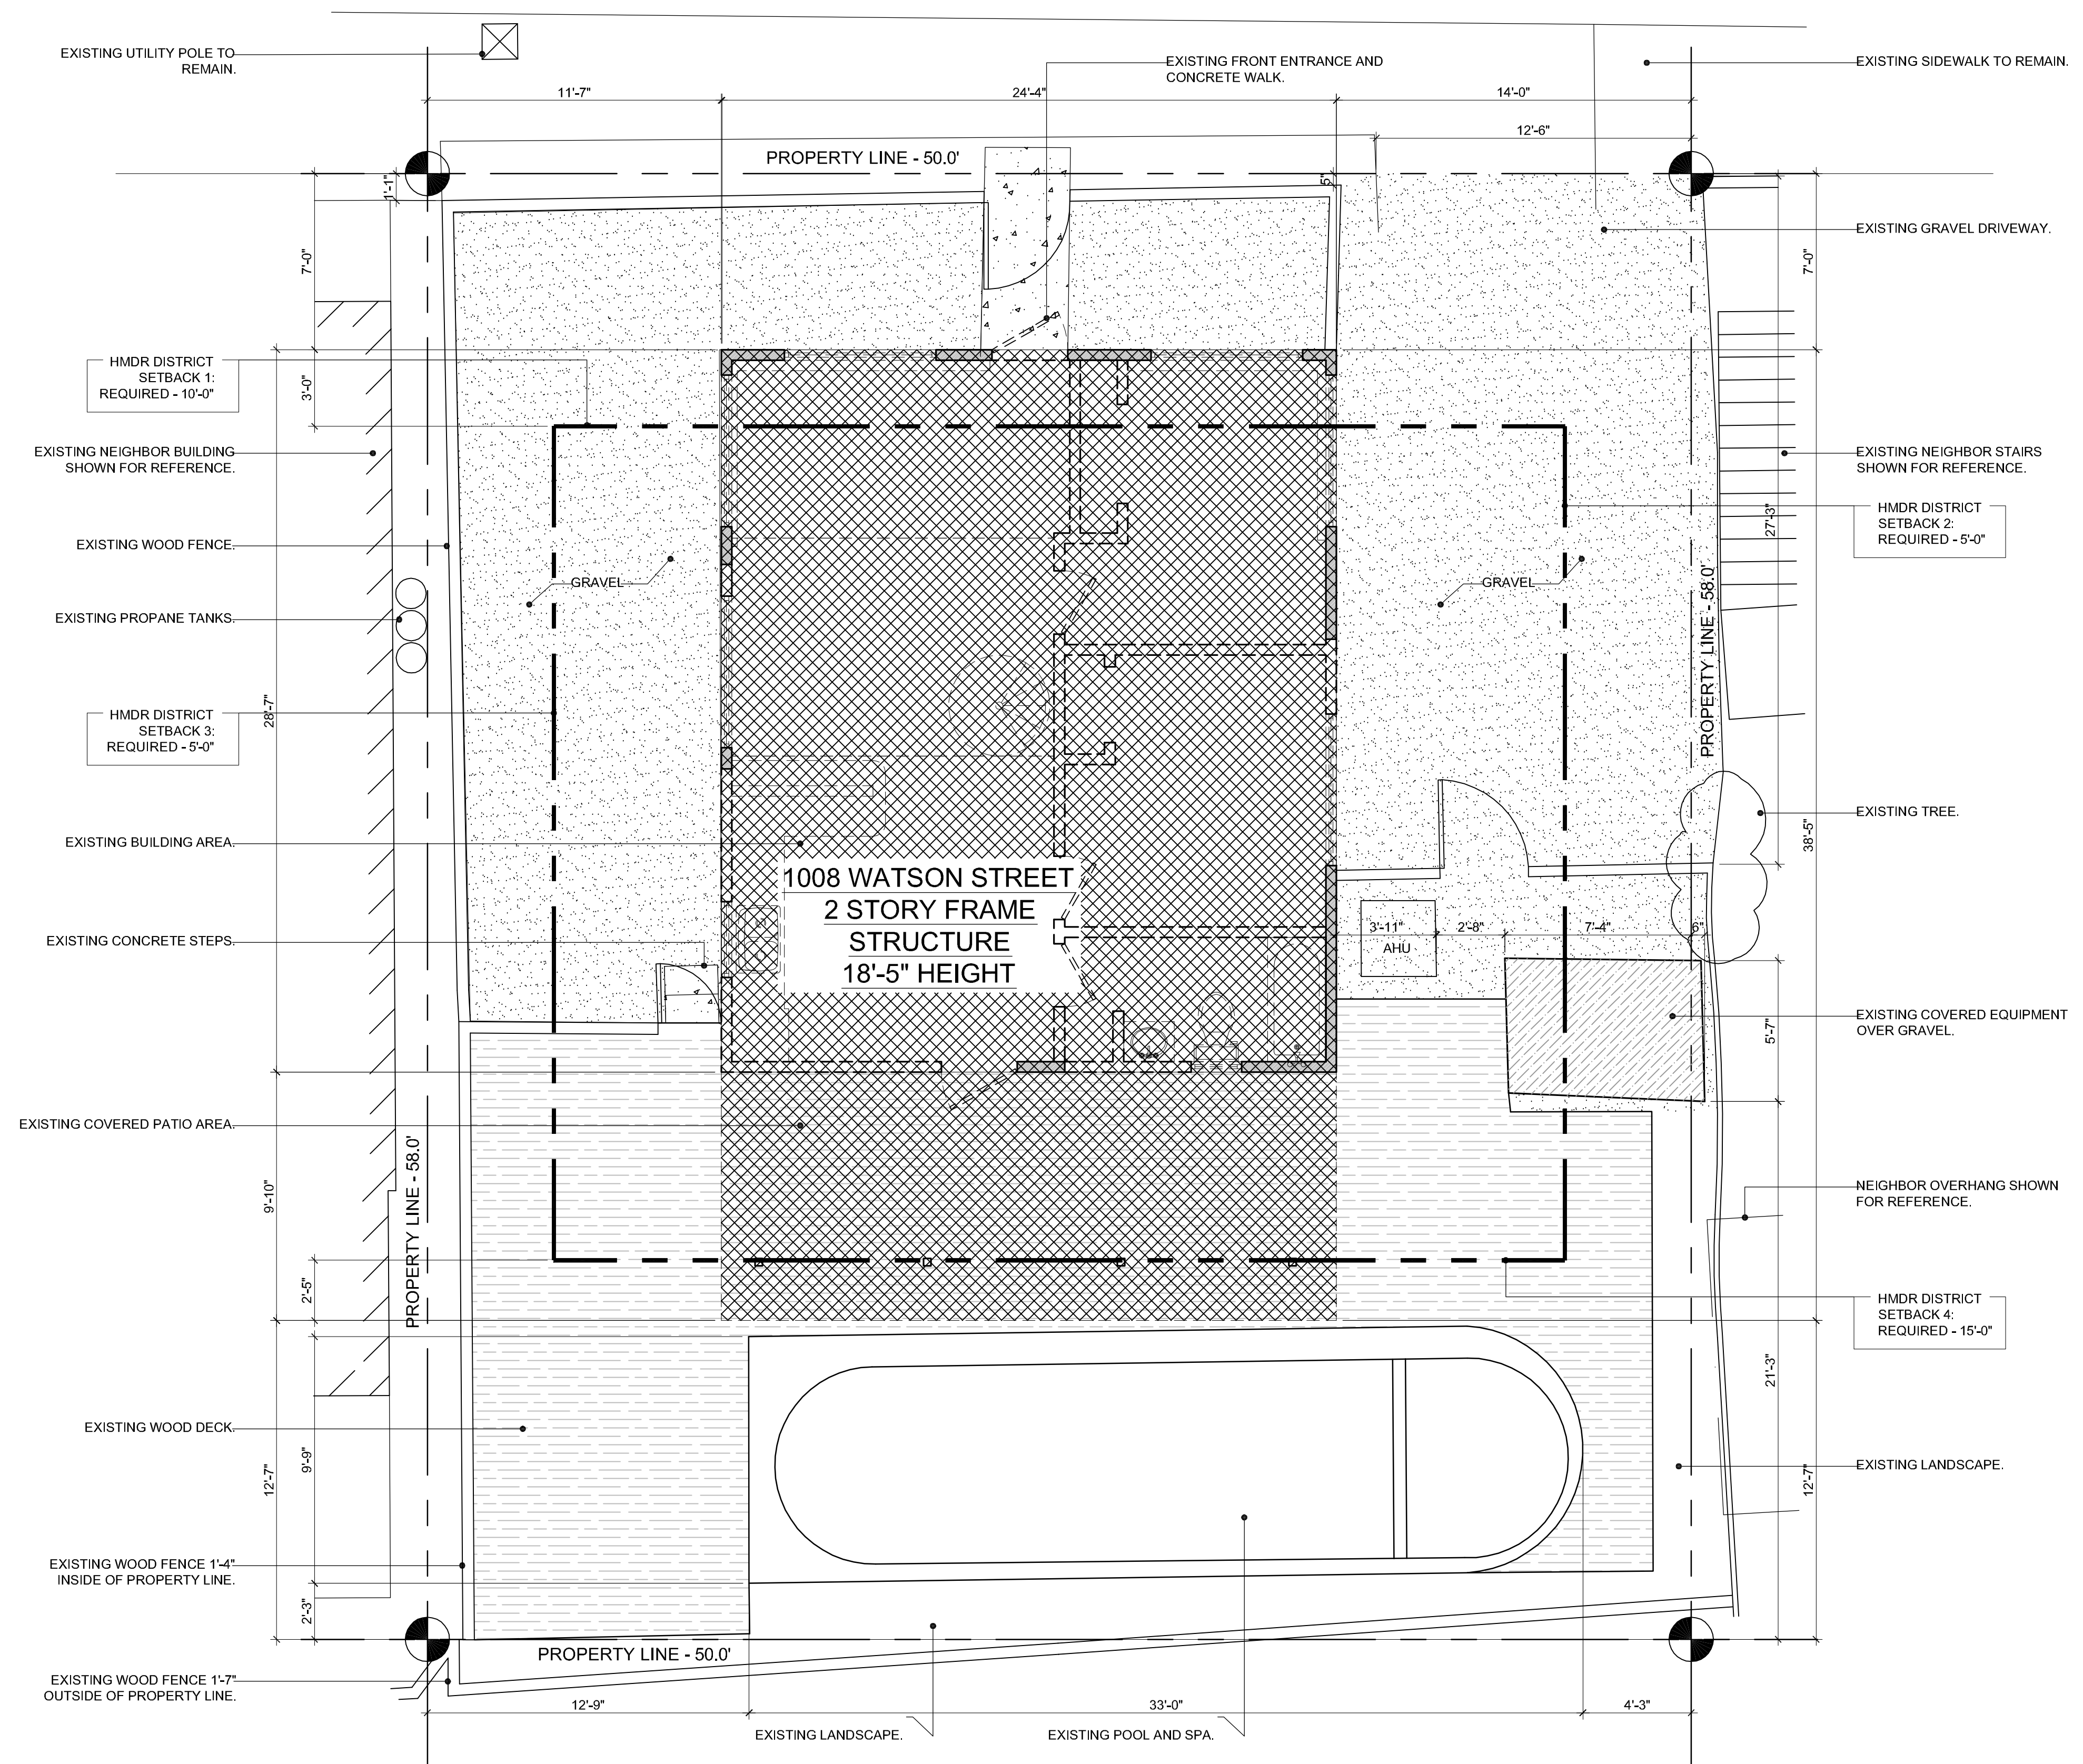 EXISTING UTILITY POLE TO
REMAIN.
EXISTING FRONT ENTRANCE AND
CONCRETE WALK.
EXISTING SIDEWALK TO REMAIN.
11'-7"
24'-4"
14'-0"
12'-6"
PROPERTY LINE - 50.0'
1'-1"
5"
7'-0"
EXISTING GRAVEL DRIVEWAY.
7'-0"
HMDR DISTRICT
SETBACK 1:
REQUIRED - 10'-0"
3'-0"
EXISTING NEIGHBOR BUILDING
SHOWN FOR REFERENCE.
EXISTING NEIGHBOR STAIRS
SHOWN FOR REFERENCE.
27'-3"
HMDR DISTRICT
SETBACK 2:
REQUIRED - 5'-0"
EXISTING WOOD FENCE.
GRAVEL
GRAVEL
EXISTING PROPANE TANKS.
PROPERTY LINE - 58.0'
28'-7"
HMDR DISTRICT
SETBACK 3:
REQUIRED - 5'-0"
EXISTING TREE.
38'-5"
EXISTING BUILDING AREA.
1008 WATSON STREET
2 STORY FRAME
STRUCTURE
18'-5" HEIGHT
EXISTING CONCRETE STEPS.
3'-11"
AHU
2'-8"
7'-4"
6"
EXISTING COVERED EQUIPMENT
OVER GRAVEL.
5'-7"
EXISTING COVERED PATIO AREA.
PROPERTY LINE - 58.0'
9'-10"
NEIGHBOR OVERHANG SHOWN
FOR REFERENCE.
2'-5"
HMDR DISTRICT
SETBACK 4:
REQUIRED - 15'-0"
21'-3"
EXISTING WOOD DECK.
9'-9"
12'-7"
EXISTING LANDSCAPE.
12'-7"
EXISTING WOOD FENCE 1'-4"
INSIDE OF PROPERTY LINE.
2'-3"
PROPERTY LINE - 50.0'
EXISTING WOOD FENCE 1'-7"
OUTSIDE OF PROPERTY LINE.
12'-9"
33'-0"
4'-3"
EXISTING LANDSCAPE.
EXISTING POOL AND SPA.